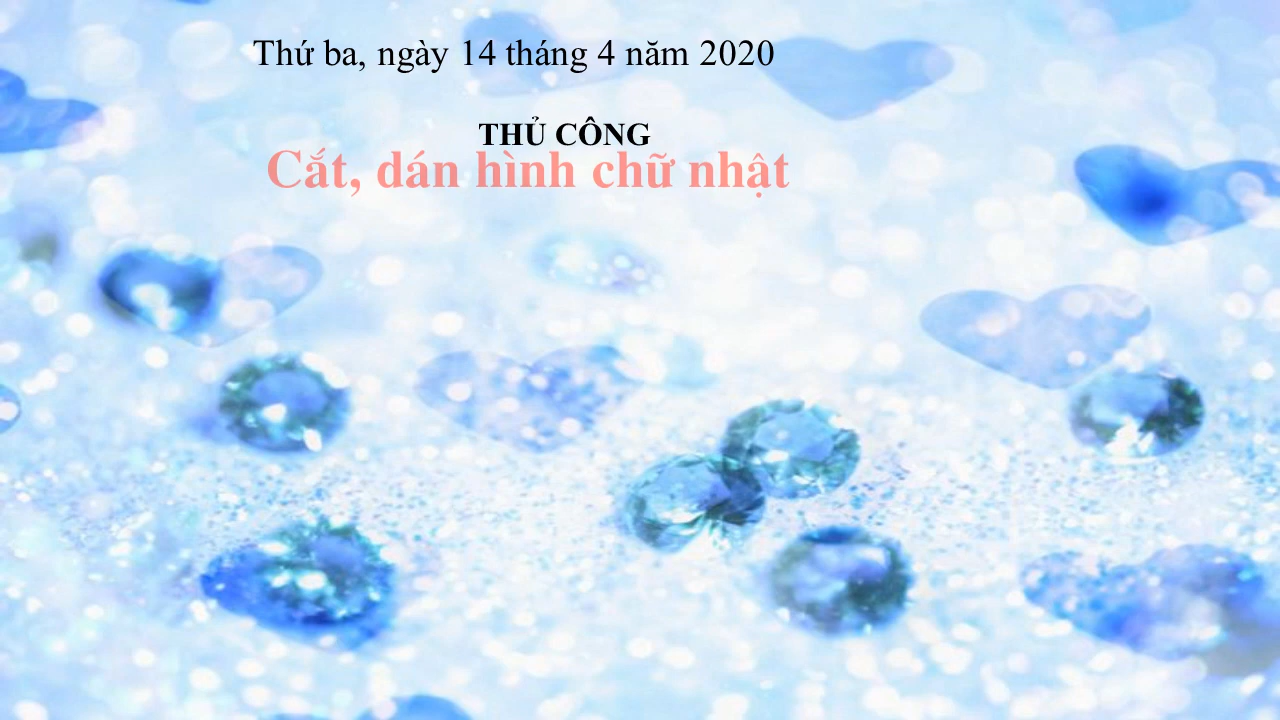 Thứ ba, ngày 14 tháng 4 năm 2020
THỦ CÔNG
Cắt, dán hình chữ nhật